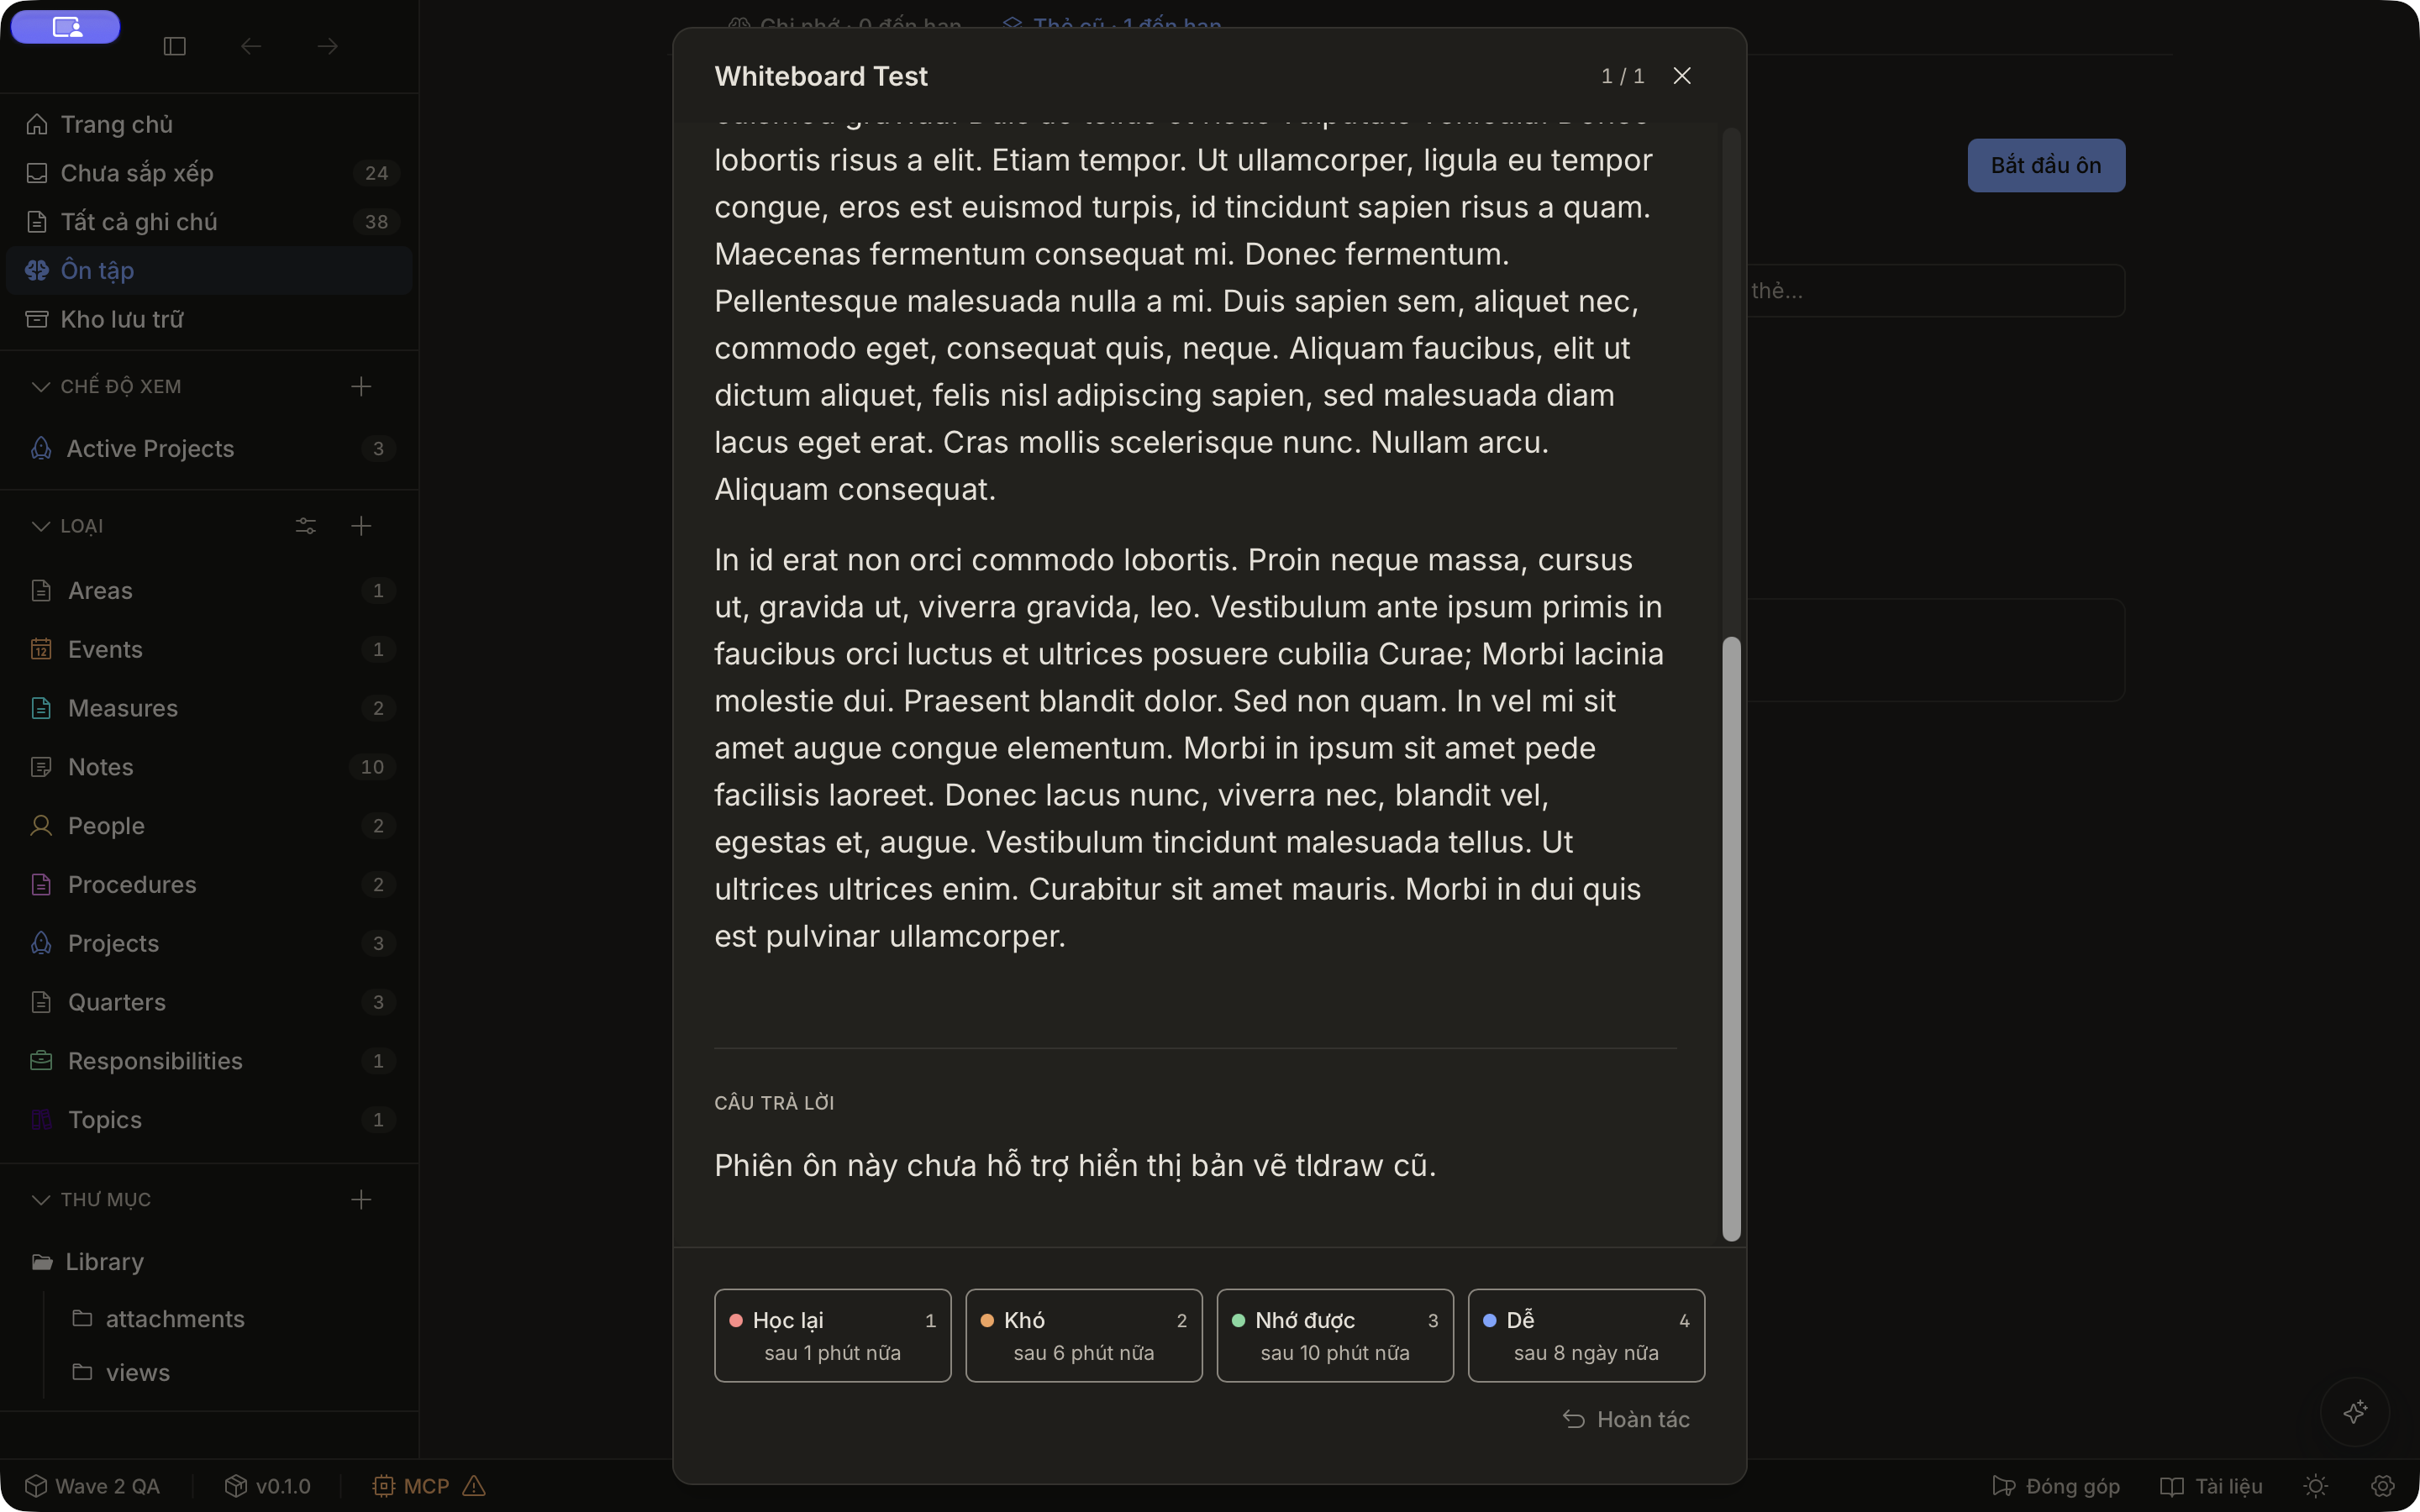 Ghi nhớ · 0 đến hạn
Thẻ cũ · 1 đến hạn
Trang chủ
Chưa sắp xếp 24
Tất cả ghi chú 38
Ôn tập
Kho lưu trữ
CHẾ ĐỘ XEM
Active Projects 3
LOẠI
Areas 1
12
Events 1
Measures 2
Notes 10
People 2
Procedures 2
Projects 3
Quarters 3
Responsibilities 1
Topics 1
THƯ MỤC
Library
attachments
views
Bắt đầu ôn
thẻ...
Whiteboard Test 1 / 1
lobortis risus a elit. Etiam tempor. Ut ullamcorper, ligula eu tempor
congue, eros est euismod turpis, id tincidunt sapien risus a quam.
Maecenas fermentum consequat mi. Donec fermentum.
Pellentesque malesuada nulla a mi. Duis sapien sem, aliquet nec,
commodo eget, consequat quis, neque. Aliquam faucibus, elit ut
dictum aliquet, felis nisl adipiscing sapien, sed malesuada diam
lacus eget erat. Cras mollis scelerisque nunc. Nullam arcu.
Aliquam consequat.
In id erat non orci commodo lobortis. Proin neque massa, cursus
ut, gravida ut, viverra gravida, leo. Vestibulum ante ipsum primis in
faucibus orci luctus et ultrices posuere cubilia Curae; Morbi lacinia
molestie dui. Praesent blandit dolor. Sed non quam. In vel mi sit
amet augue congue elementum. Morbi in ipsum sit amet pede
facilisis laoreet. Donec lacus nunc, viverra nec, blandit vel,
egestas et, augue. Vestibulum tincidunt malesuada tellus. Ut
ultrices ultrices enim. Curabitur sit amet mauris. Morbi in dui quis
est pulvinar ullamcorper.
CÂU TRẢ LỜI
Phiên ôn này chưa hỗ trợ hiển thị bản vẽ tldraw cũ.
Học lại 1
sau 1 phút nữa
Khó 2
sau 6 phút nữa
Nhớ được 3
sau 10 phút nữa
Dễ 4
sau 8 ngày nữa
Hoàn tác
Wave 2 QA
v0.1.0
MCP
Đóng góp
Tài liệu